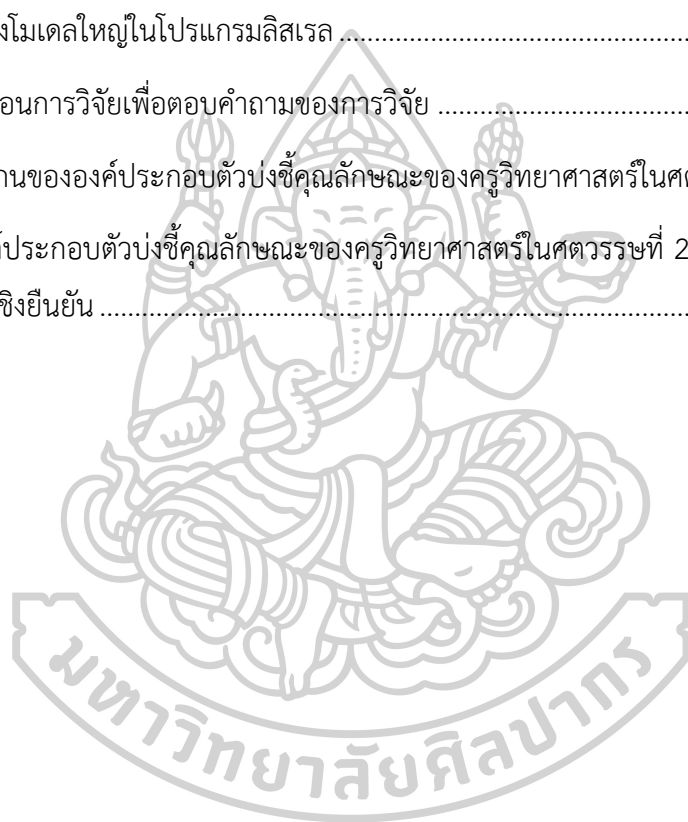 งโมเดลใหญ่ในโปรแกรมลิสเรล ........................................................
อนการวิจัยเพื่อตอบคำถามของการวิจัย ........................................
านขององค์ประกอบตัวบ่งชี้คุณลักษณะของครูวิทยาศาสตร์ในศต
ประกอบตัวบ่งชี้คุณลักษณะของครูวิทยาศาสตร์ในศตวรรษที่ 2
ชิงยืนยัน ....................................................................................
มหาวิทยาลัยศิลปากร